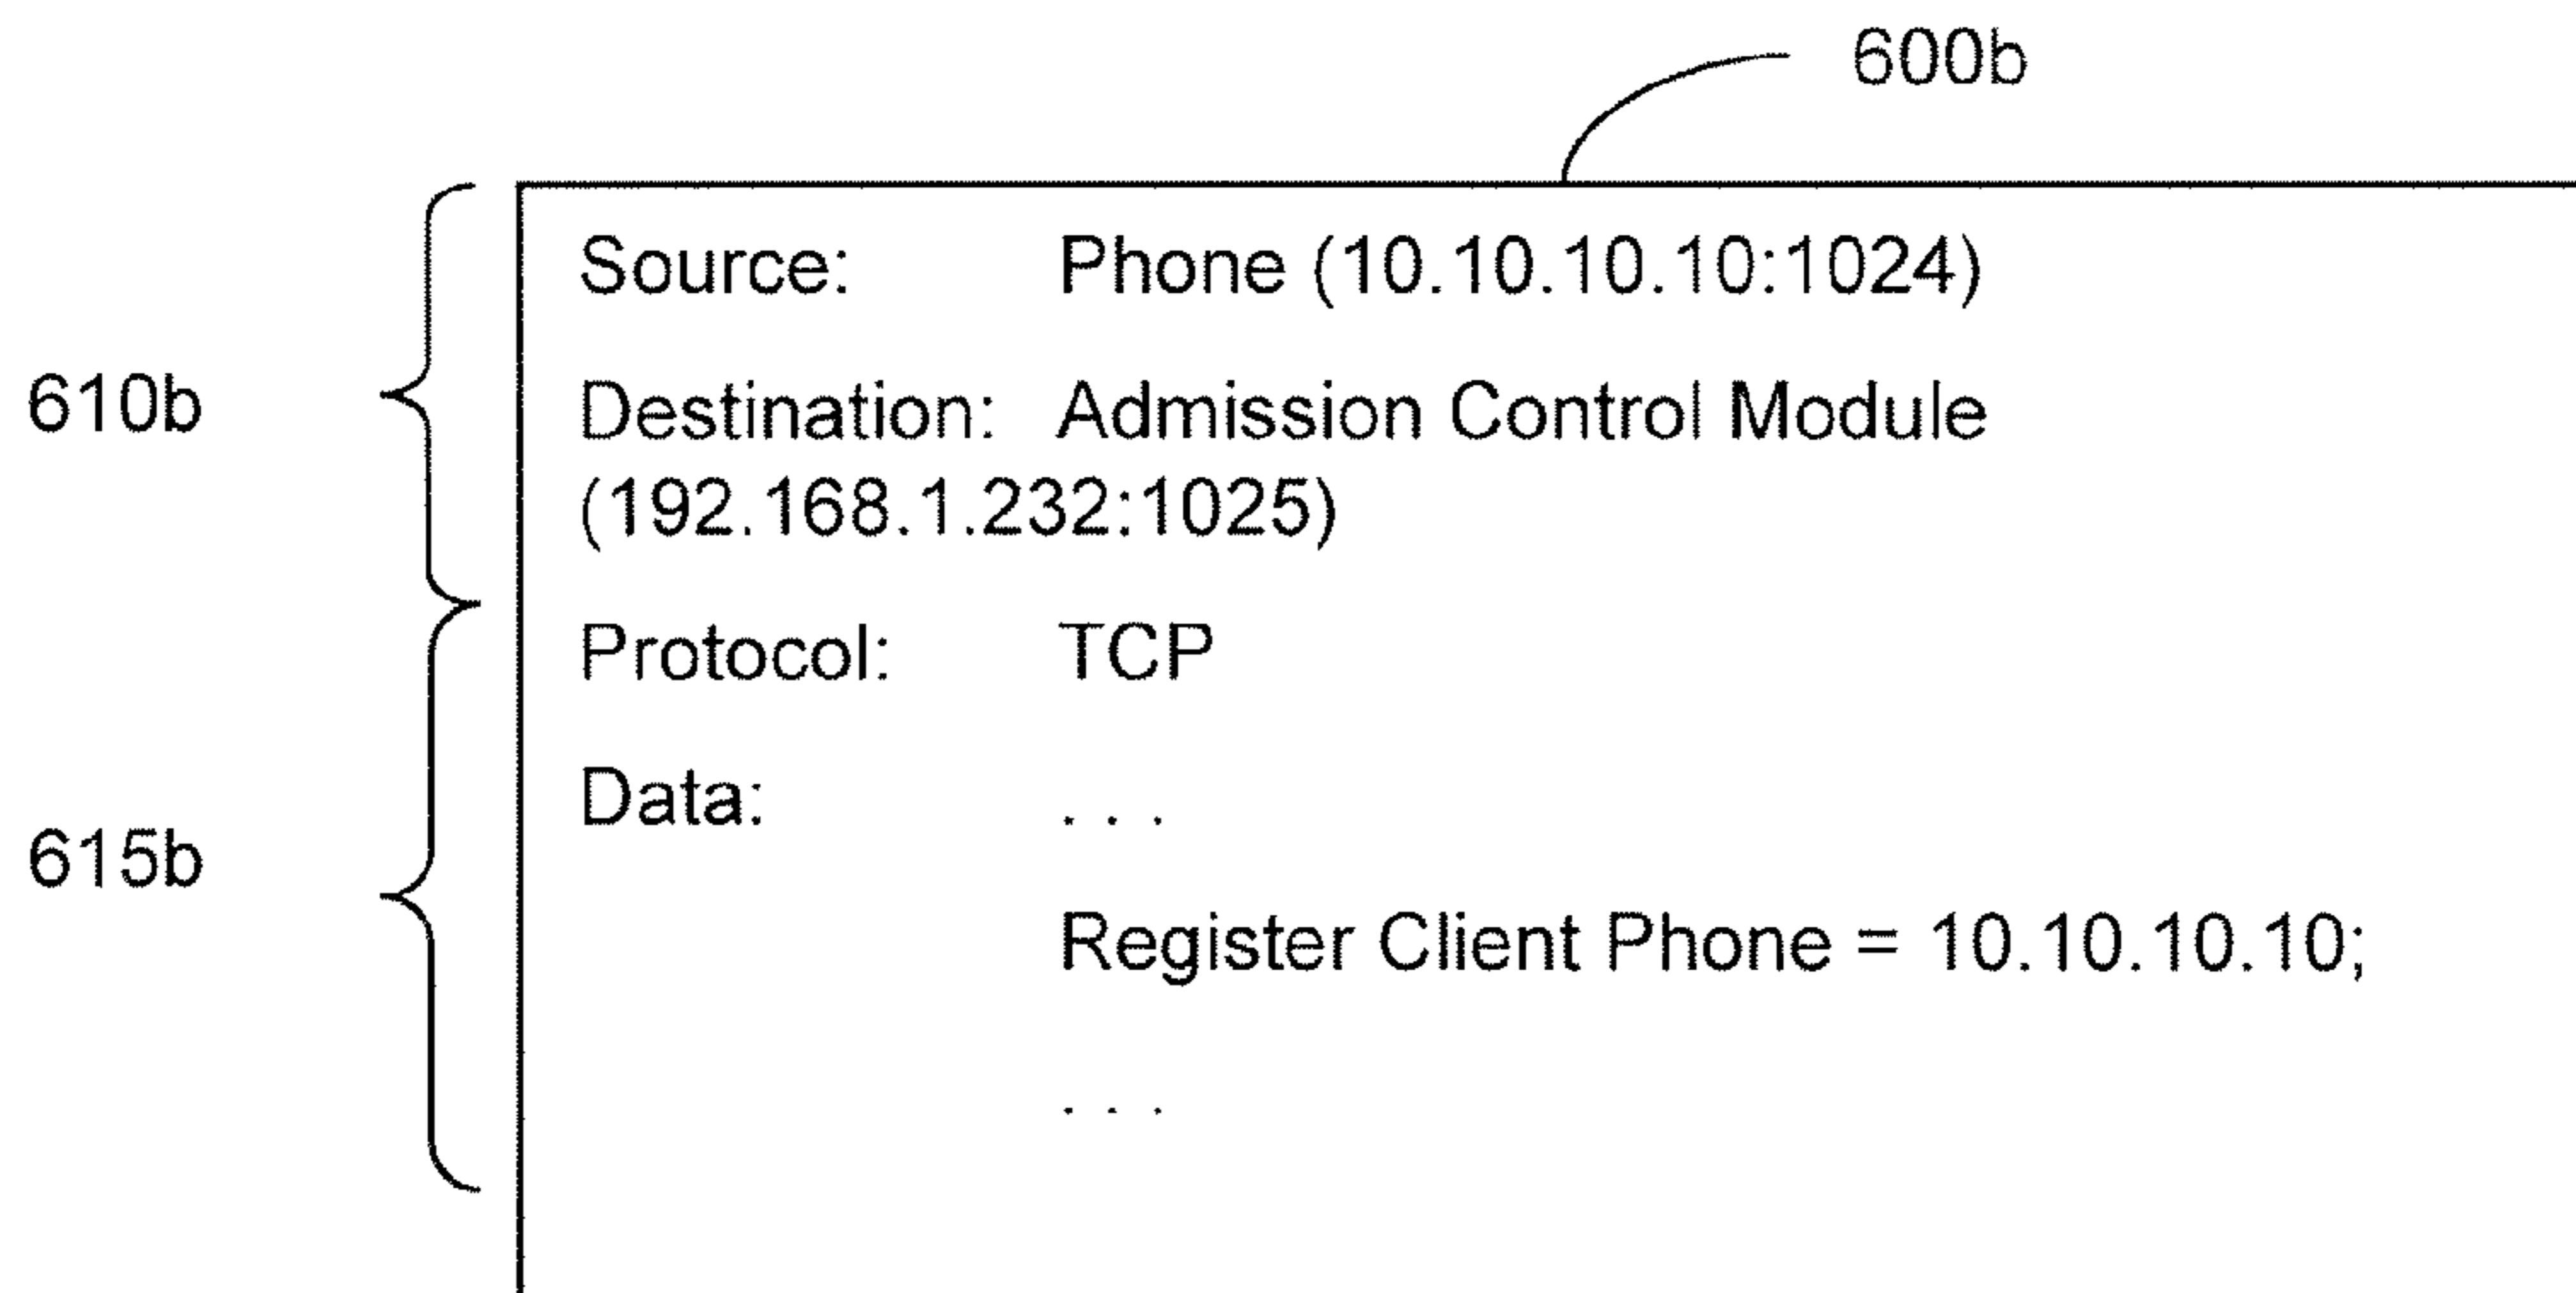 600b
610b
Source: Phone (10.10.10.10:1024)
Destination: Admission Control Module
(192.168.1.232:1025)
615b
Protocol: TCP
Data: . . .
Register Client Phone = 10.10.10.10;
. . .